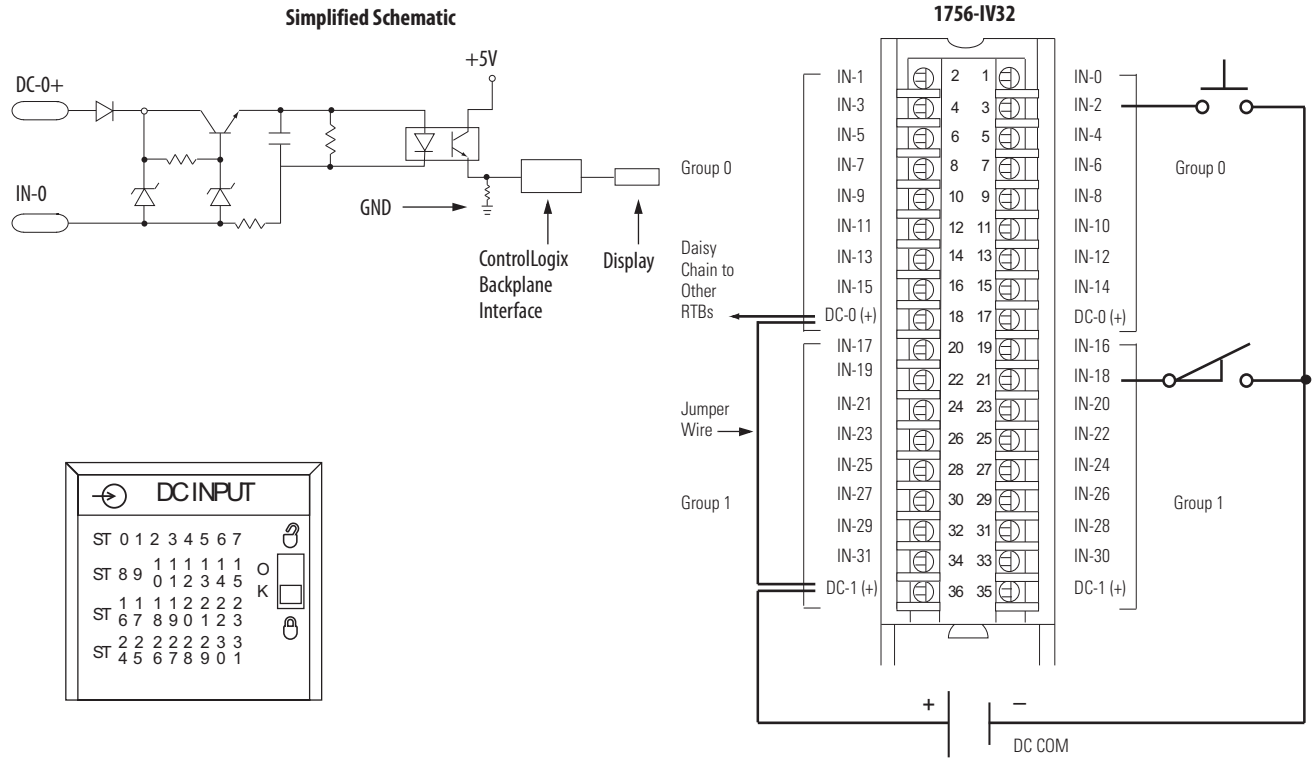 Simplified Schematic
DC-0+
IN-0
+5V
GND
ControlLogix
Backplane
Interface
Display
DC INPUT
ST 0 1 2 3 4 5 6 7
ST 8 9 10 11 12 13 14 15
ST 16 17 18 19 20 21 22 23
ST 24 25 26 27 28 29 30 31
O
K
1756-IV32
Group 0
Daisy
Chain to
Other
RTBs
Jumper
Wire
Group 1
IN-1 2 1 IN-0
IN-3 4 3 IN-2
IN-5 6 5 IN-4
IN-7 8 7 IN-6
IN-9 10 9 IN-8
IN-11 12 11 IN-10
IN-13 14 13 IN-12
IN-15 16 15 IN-14
DC-0 (+) 18 17 DC-0 (+)
IN-17 20 19 IN-16
IN-19 22 21 IN-18
IN-21 24 23 IN-20
IN-23 26 25 IN-22
IN-25 28 27 IN-24
IN-27 30 29 IN-26
IN-29 32 31 IN-28
IN-31 34 33 IN-30
DC-1 (+) 36 35 DC-1 (+)
Group 0
Group 1
+ –
DC COM